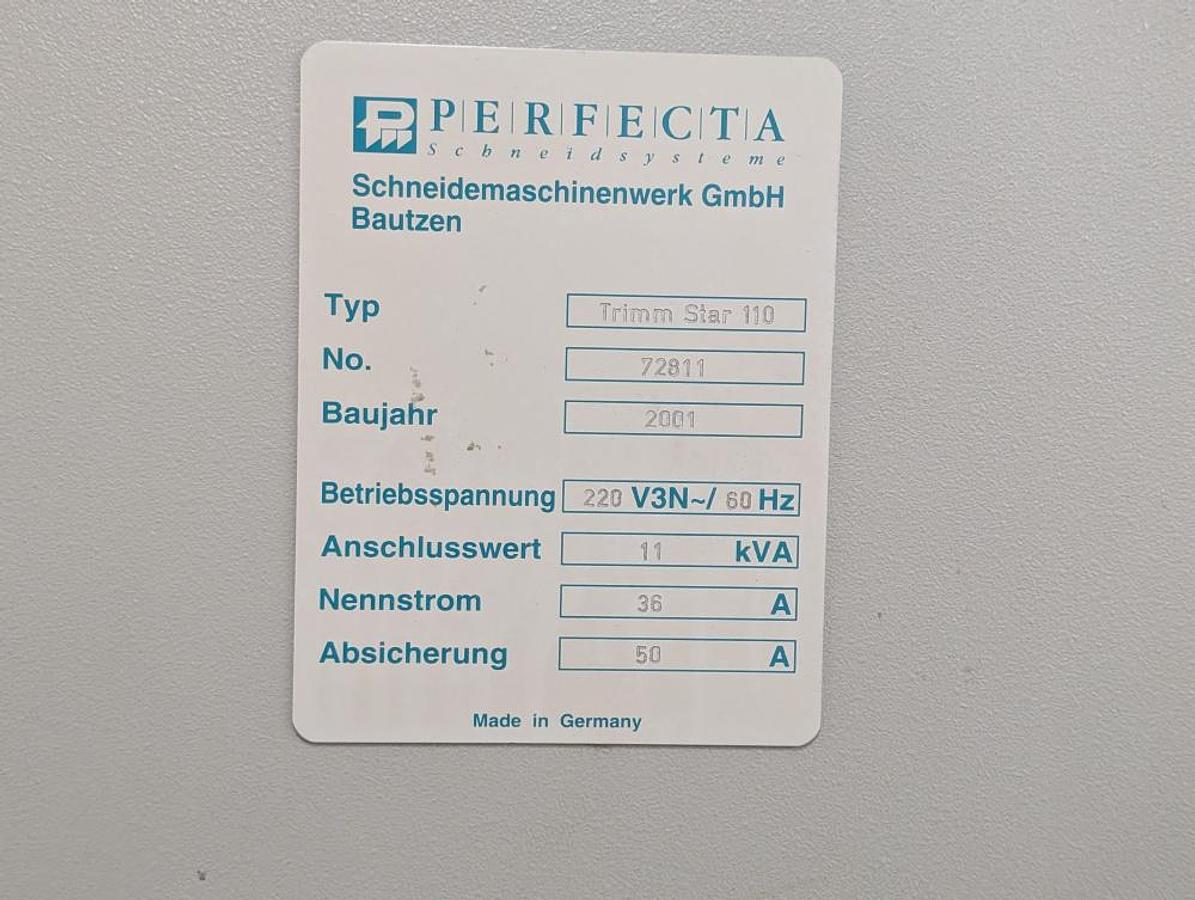 P|E|R|F|E|C|T|A
Schneidsysteme
Schneidemaschinenwerk GmbH
Bautzen
Typ Trimm Star 110
No. 72811
Baujahr 2001
Betriebsspannung 220 V3N~/ 60 Hz
Anschlusswert 11 kVA
Nennstrom 36 A
Absicherung 50 A
Made in Germany